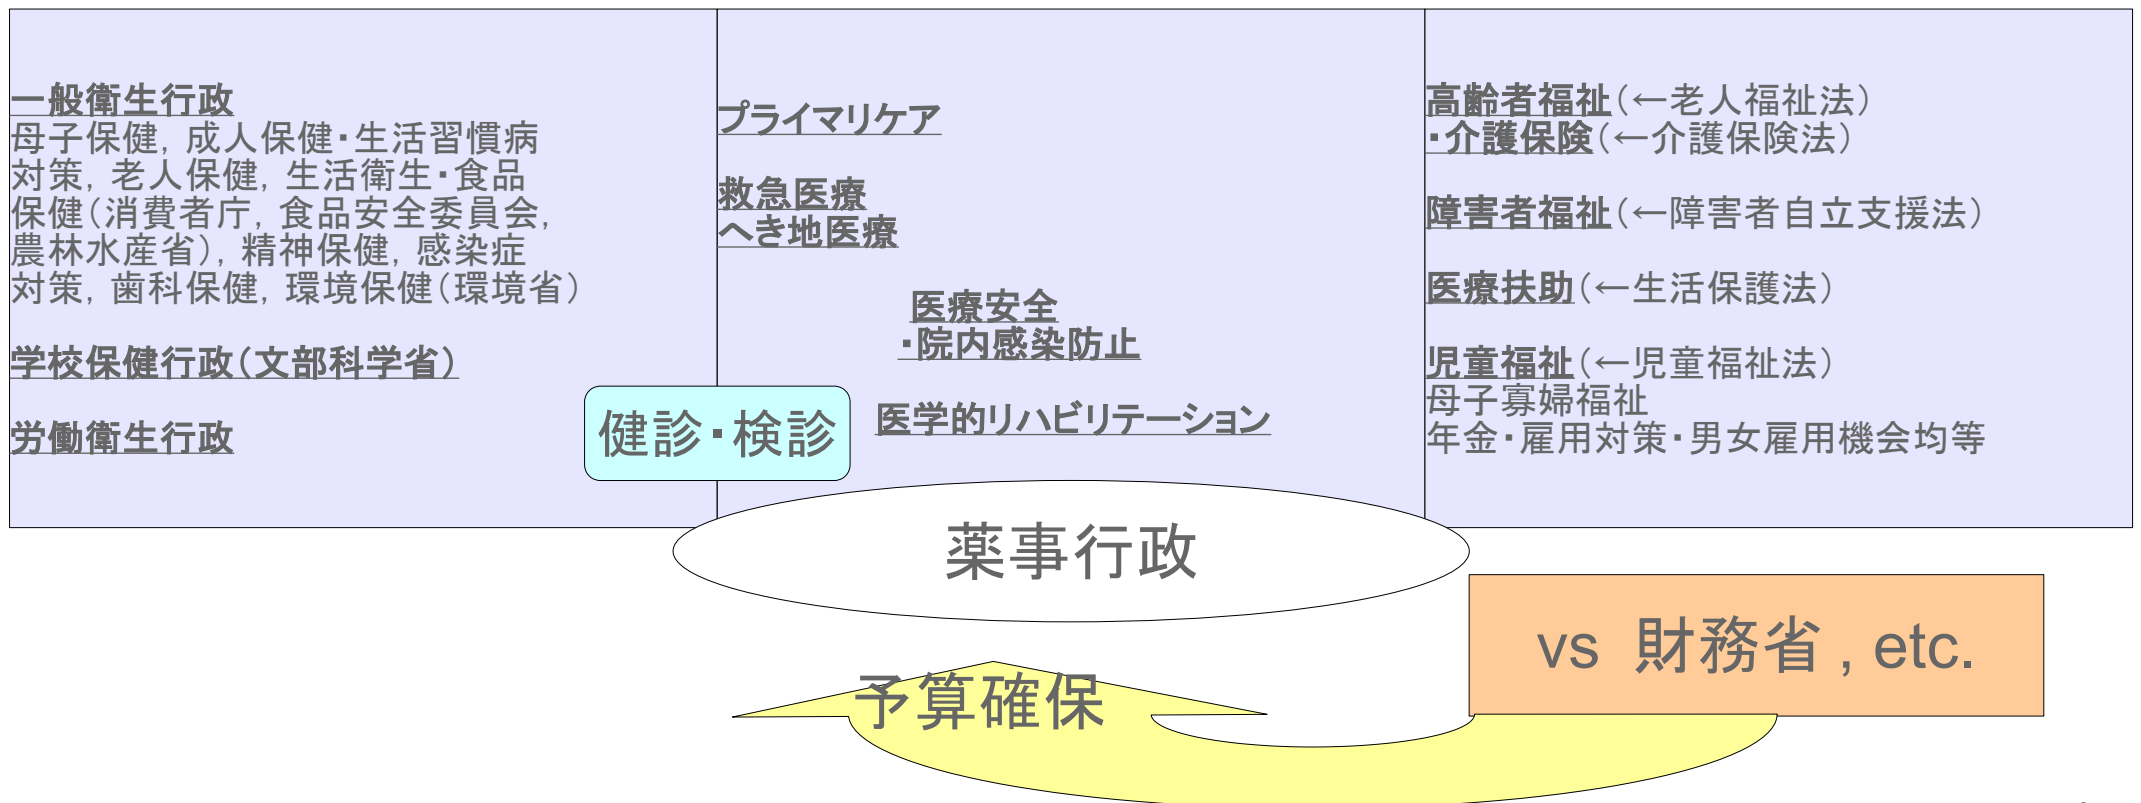 一般衛生行政
母子保健, 成人保健・生活習慣病
対策, 老人保健, 生活衛生・食品
保健(消費者庁, 食品安全委員会,
農林水産省), 精神保健, 感染症
対策, 歯科保健, 環境保健(環境省)
学校保健行政(文部科学省)
労働衛生行政
プライマリケア
救急医療
へき地医療
医療安全
・院内感染防止
医学的リハビリテーション
高齢者福祉(←老人福祉法)
・介護保険(←介護保険法)
障害者福祉(←障害者自立支援法)
医療扶助(←生活保護法)
児童福祉(←児童福祉法)
母子寡婦福祉
年金・雇用対策・男女雇用機会均等
健診・検診
薬事行政
vs 財務省 , etc.
予算確保